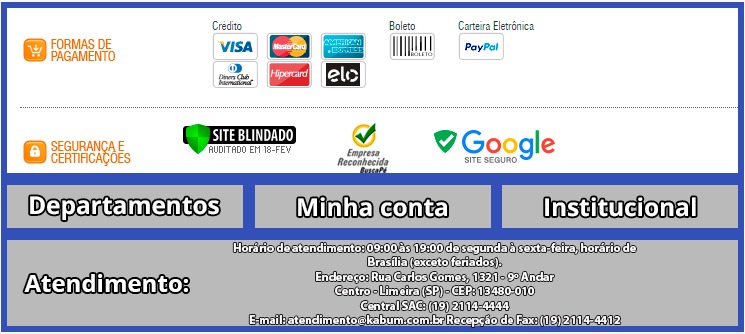 Crédito
Boleto
Carteira Eletrônica
FORMAS DE
PAGAMENTO
VISA
MasterCard
AMERICAN
EXPRESS
BOLETO
PayPal
Diners Club
International
Hipercard
elo
SEGURANÇA E
CERTIFICAÇÕES
SITE BLINDADO
AUDITADO EM 18-FEV
Empresa
Reconhecida
BuscaPé
Google
SITE SEGURO
Departamentos
Minha conta
Institucional
Atendimento:
Horário de atendimento: 09:00 às 19:00 de segunda à sexta-feira, horário de
Brasília (exceto feriados).
Endereço: Rua Carlos Gomes, 1321 - 9º Andar
Centro - Limeira (SP) - CEP: 13480-010
Central SAC: (19) 2114-4444
E-mail: atendimento@kabum.com.br Recepção de Fax: (19) 2114-4412